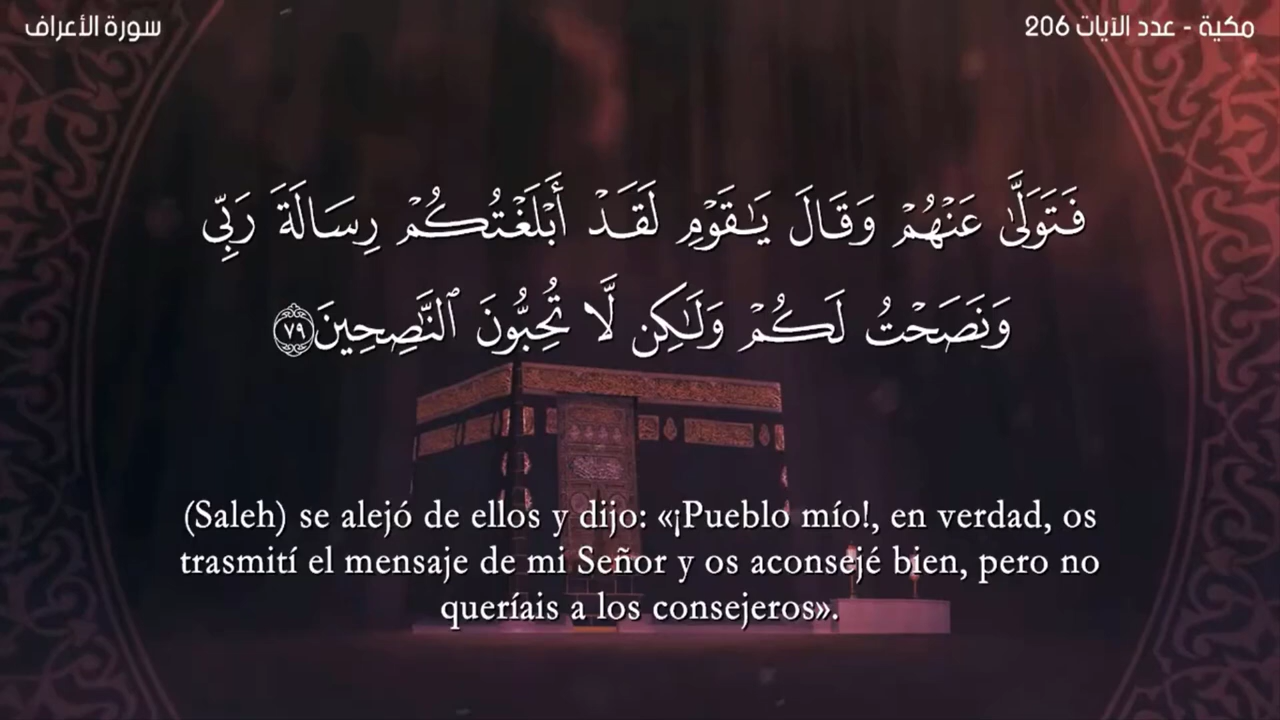 سورة الأعراف
مكية - عدد الآيات 206
فَتَوَلَّىٰ عَنْهُمْ وَقَالَ يَـٰقَوْمِ لَقَدْ أَبْلَغْتُكُمْ رِسَالَةَ رَبِّى
وَنَصَحْتُ لَكُمْ وَلَـٰكِن لَّا تُحِبُّونَ ٱلنَّـٰصِحِينَ ٧٩
(Saleh) se alejó de ellos y dijo: «¡Pueblo mío!, en verdad, os
trasmití el mensaje de mi Señor y os aconsejé bien, pero no
queríais a los consejeros».